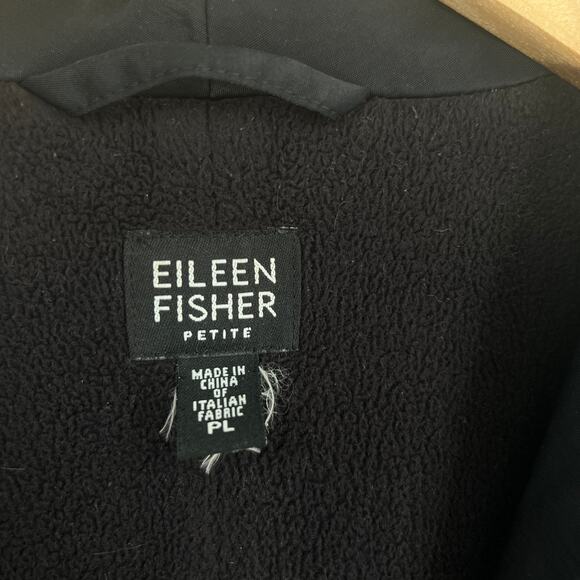 EILEEN
FISHER
PETITE
MADE IN
CHINA
OF
ITALIAN
FABRIC
PL